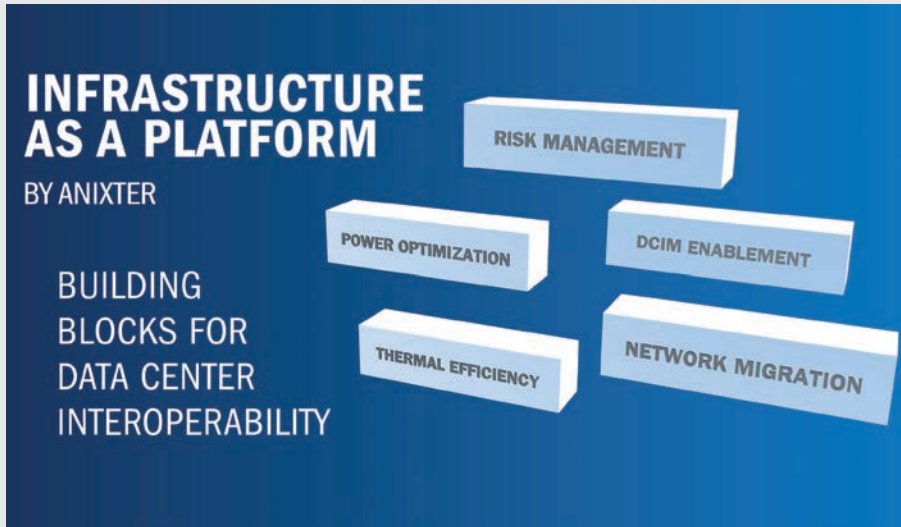 INFRASTRUCTURE
AS A PLATFORM
BY ANIXTER
BUILDING
BLOCKS FOR
DATA CENTER
INTEROPERABILITY
RISK MANAGEMENT
POWER OPTIMIZATION
DCIM ENABLEMENT
THERMAL EFFICIENCY
NETWORK MIGRATION